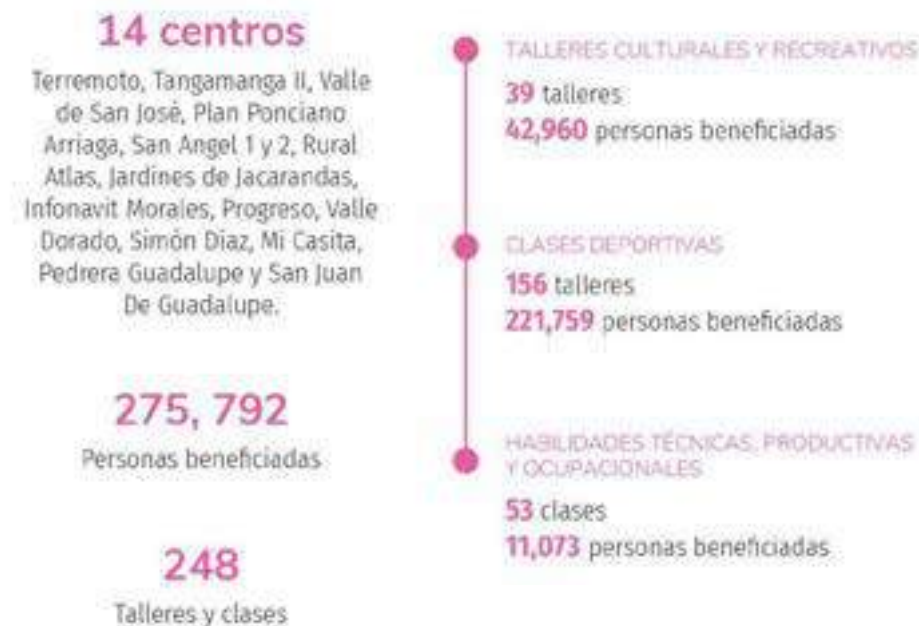 14 centros
Terremoto, Tangamanga II, Valle
de San José, Plan Ponciano
Arriaga, San Angel 1 y 2, Rural
Atlas, Jardines de Jacarandas,
Infonavit Morales, Progreso, Valle
Dorado, Simón Diaz, Mi Casita,
Pedrera Guadalupe y San Juan
De Guadalupe.
275, 792
Personas beneficiadas
248
Talleres y clases
TALLERES CULTURALES Y RECREATIVOS
39 talleres
42,960 personas beneficiadas
CLASES DEPORTIVAS
156 talleres
221,759 personas beneficiadas
HABILIDADES TÉCNICAS, PRODUCTIVAS
Y OCUPACIONALES
53 clases
11,073 personas beneficiadas